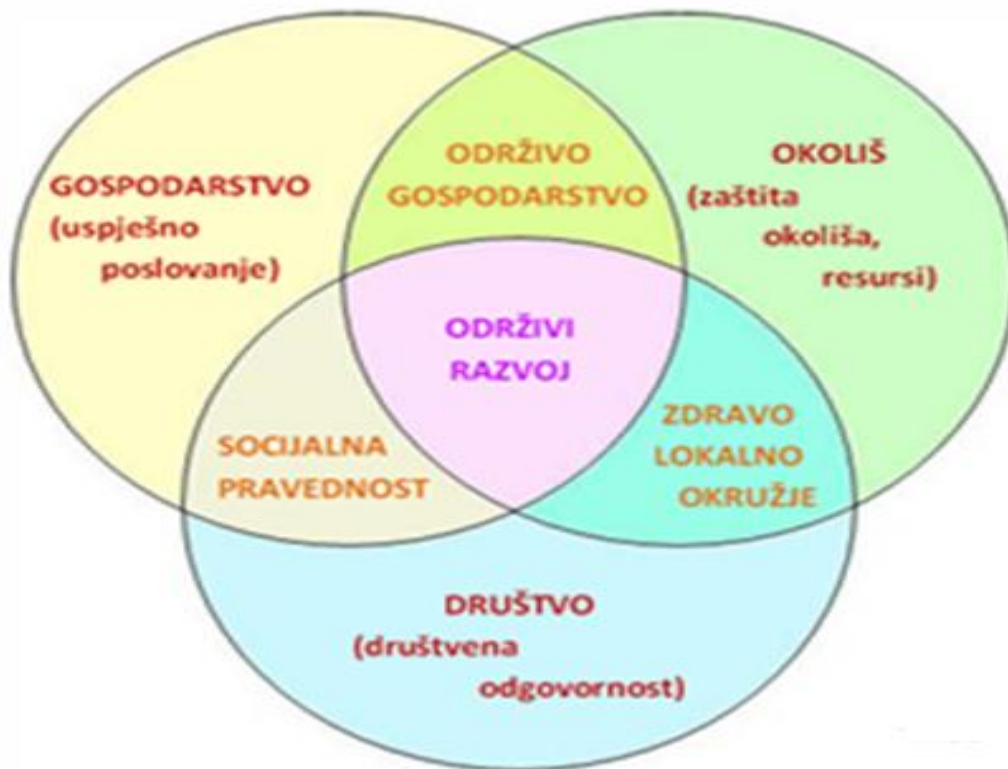 ODRŽIVO
GOSPODARSTVO
GOSPODARSTVO
(uspješno
poslovanje)
OKOLIŠ
(zaštita
okoliša,
resursi)
ODRŽIVI
RAZVOJ
SOCIJALNA
PRAVEDNOST
ZDRAVO
LOKALNO
OKRUŽJE
DRUŠTVO
(društvena
odgovornost)